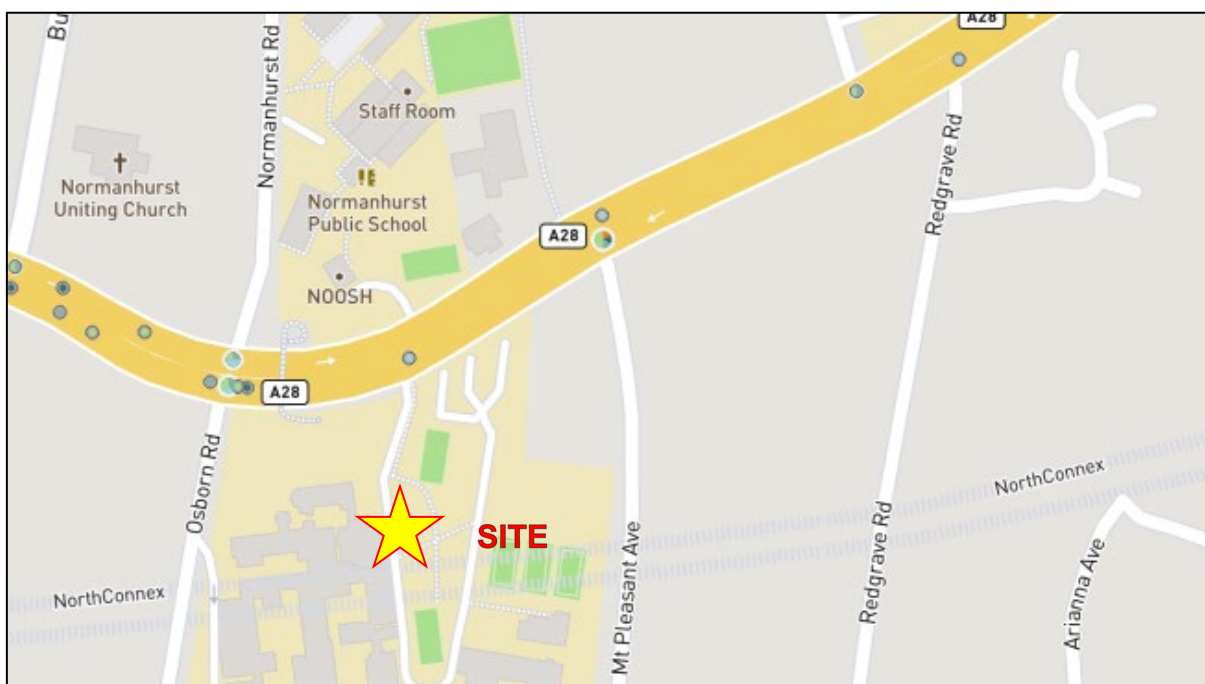 A28
Bu
Normanhurst Rd
Staff Room
Normanhurst
Uniting Church
Normanhurst
Public School
Redgrave Rd
A28
NOOSH
A28
Osborn Rd
NorthConnex
SITE
Mt Pleasant Ave
Redgrave Rd
Arianna Ave
NorthConnex